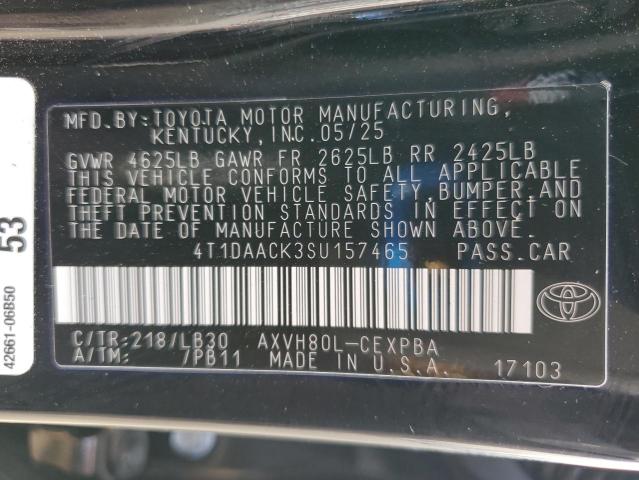 MFD.BY:TOYOTA MOTOR MANUFACTURING,
KENTUCKY, INC. 05/25
GVWR 4625LB GAWR FR 2625LB RR 2425LB
THIS VEHICLE CONFORMS TO ALL APPLICABLE
FEDERAL MOTOR VEHICLE SAFETY, BUMPER, AND
THEFT PREVENTION STANDARDS IN EFFECT ON
THE DATE OF MANUFACTURE SHOWN ABOVE.
4T1DAACK3SU157465 PASS.CAR
C/TR:218/LB30 AXVH80L-CEXPBA
A/TM: 7PB11 MADE IN U.S.A. 17103
53
42661-06B50